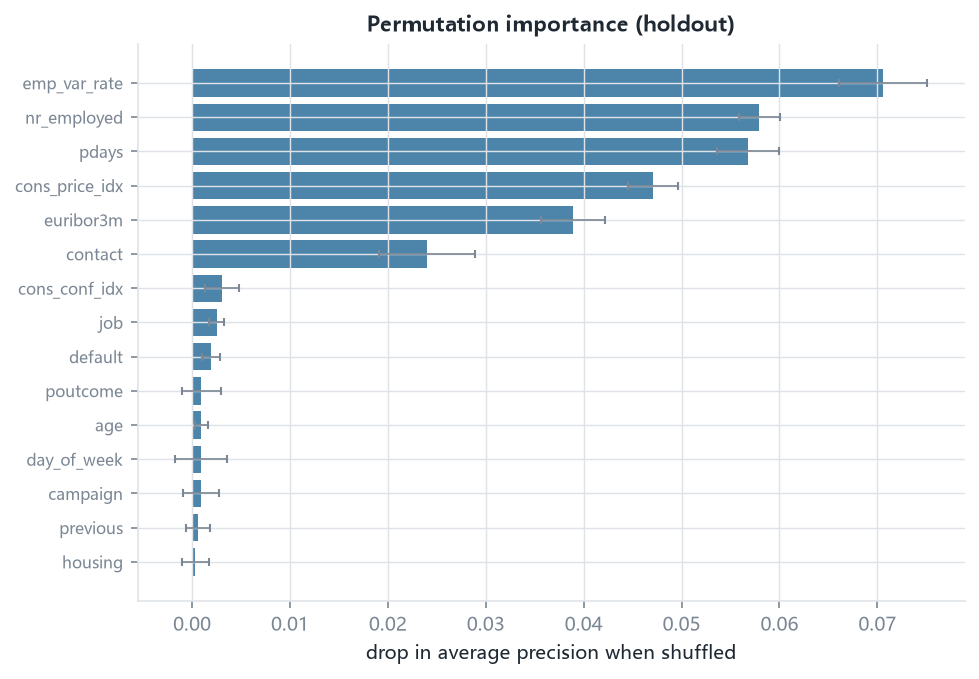 Permutation importance (holdout)
emp_var_rate
nr_employed
pdays
cons_price_idx
euribor3m
contact
cons_conf_idx
job
default
poutcome
age
day_of_week
campaign
previous
housing
0.00 0.01 0.02 0.03 0.04 0.05 0.06 0.07
drop in average precision when shuffled